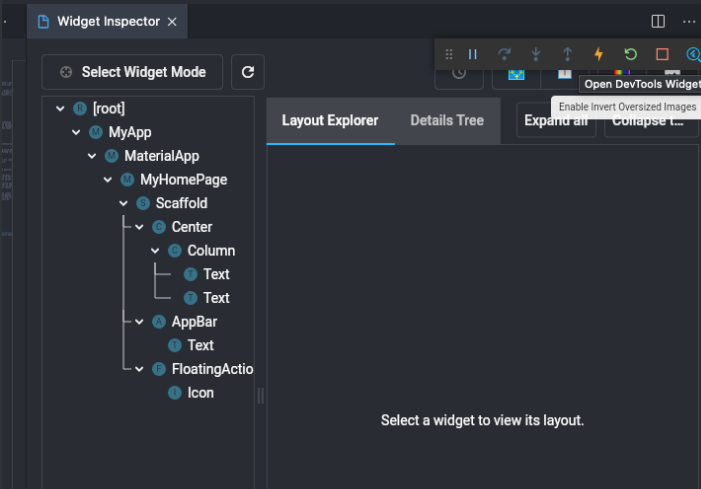 Widget Inspector
Select Widget Mode
Open DevTools Widget
Enable Invert Oversized Images
Layout Explorer
Details Tree
Expand all
Collapse t...
[root]
MyApp
MaterialApp
MyHomePage
Scaffold
Center
Column
Text
Text
AppBar
Text
FloatingActio
Icon
Select a widget to view its layout.